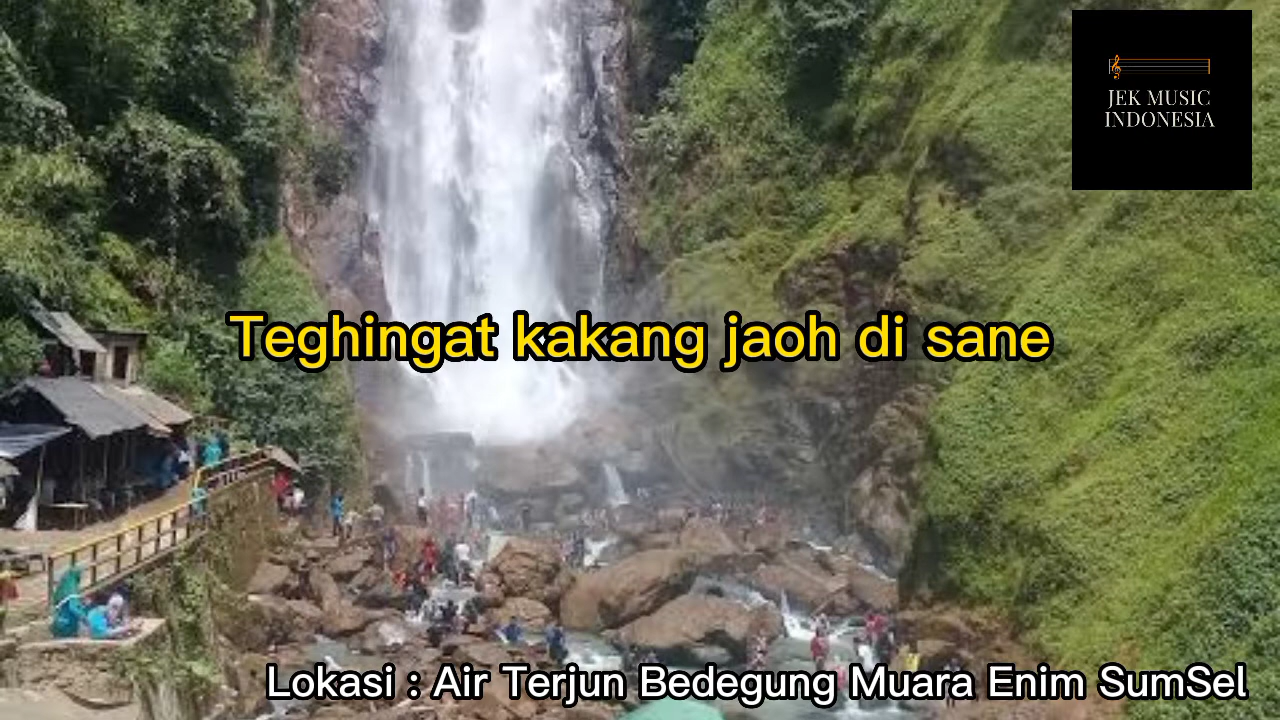 JEK MUSIC
INDONESIA
Teghingat kakang jaoh di sane
Lokasi : Air Terjun Bedegung Muara Enim SumSel